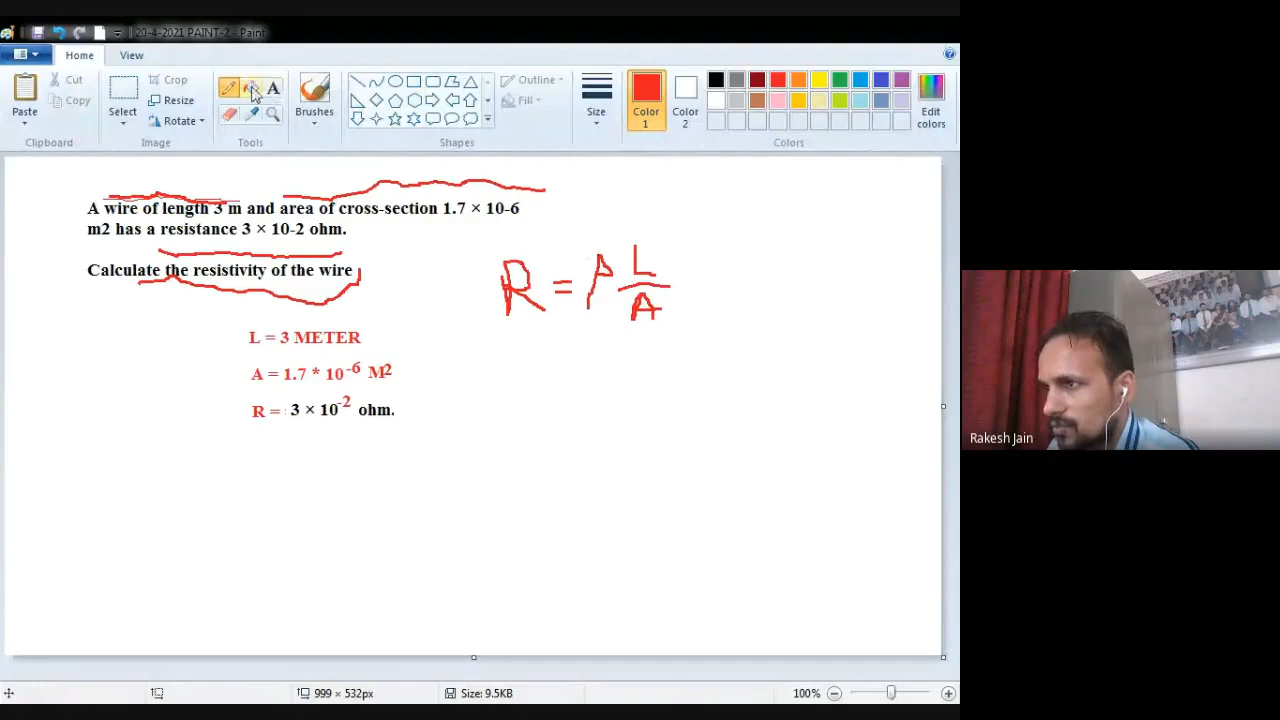 20-4-2021 PAINT-2 - Paint
Home View
Paste
Cut
Copy
Clipboard
Select
Crop
Resize
Rotate
Image
A
Tools
Brushes
Outline
Fill
Shapes
Size
Color 1
Color 2
Edit colors
Colors
A wire of length 3 m and area of cross-section 1.7 × 10-6
m2 has a resistance 3 × 10-2 ohm.
Calculate the resistivity of the wire
R = ρ L/A
L = 3 METER
A = 1.7 * 10-6 M2
R = 3 × 10-2 ohm.
Rakesh Jain
999 × 532px
Size: 9.5KB
100%